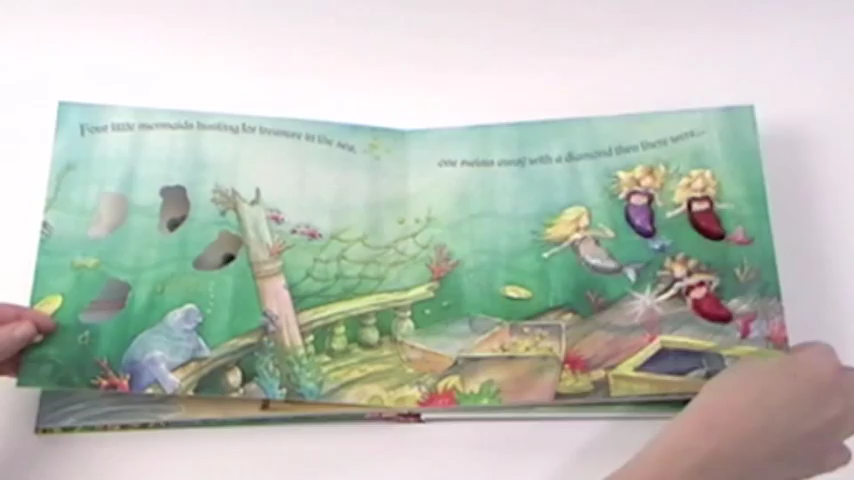 Four little mermaids hunting for treasure in the sea,
one swims away with a diamond then there were...